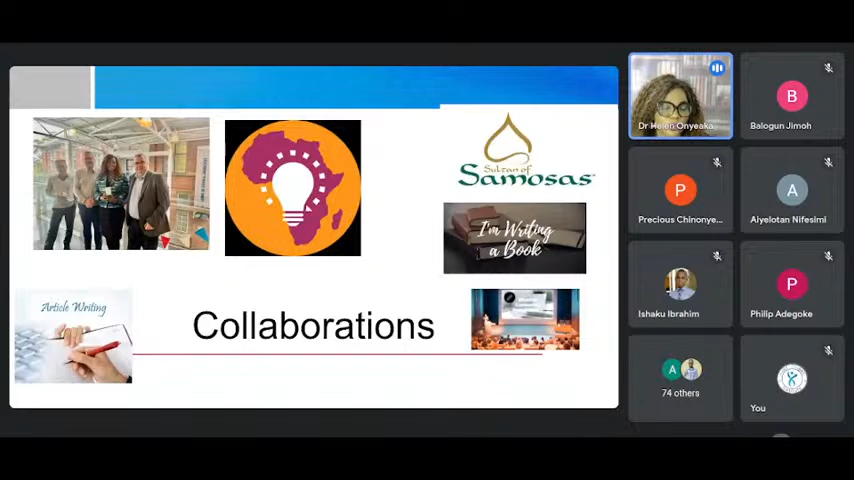 Sultan of
Samosas
I'm Writing
a Book
Article Writing
Collaborations
Dr Helen Onyeaka
B
Balogun Jimoh
P
Precious Chinonye...
A
Aiyelotan Nifesimi
Ishaku Ibrahim
P
Philip Adegoke
A
74 others
You